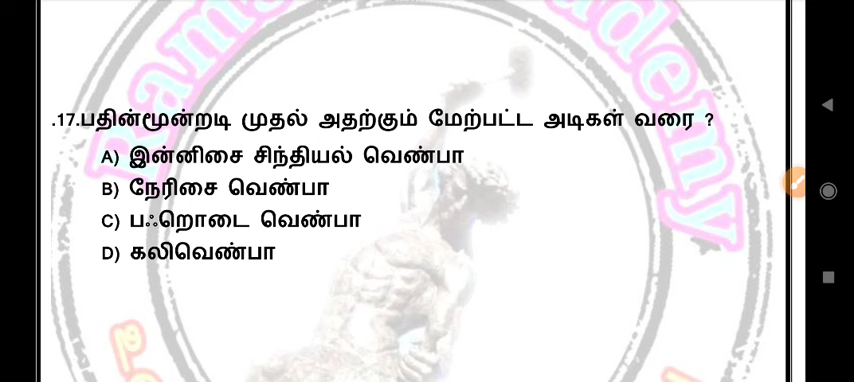 .17.பதின்மூன்றடி முதல் அதற்கும் மேற்பட்ட அடிகள் வரை ?
A) இன்னிசை சிந்தியல் வெண்பா
B) நேரிசை வெண்பா
C) பஃறொடை வெண்பா
D) கலிவெண்பா